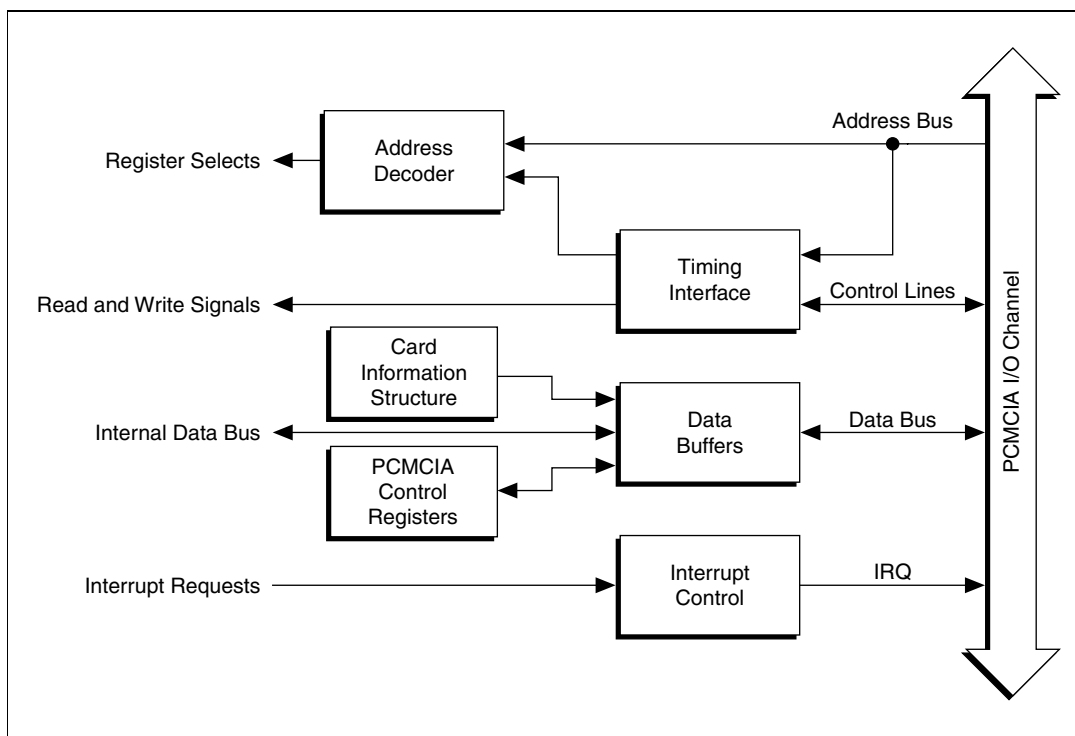 Address Bus
Address
Decoder
Register Selects
Timing
Interface
Read and Write Signals
Control Lines
Card
Information
Structure
Internal Data Bus
Data
Buffers
Data Bus
PCMCIA
Control
Registers
Interrupt Requests
Interrupt
Control
IRQ
PCMCIA I/O Channel